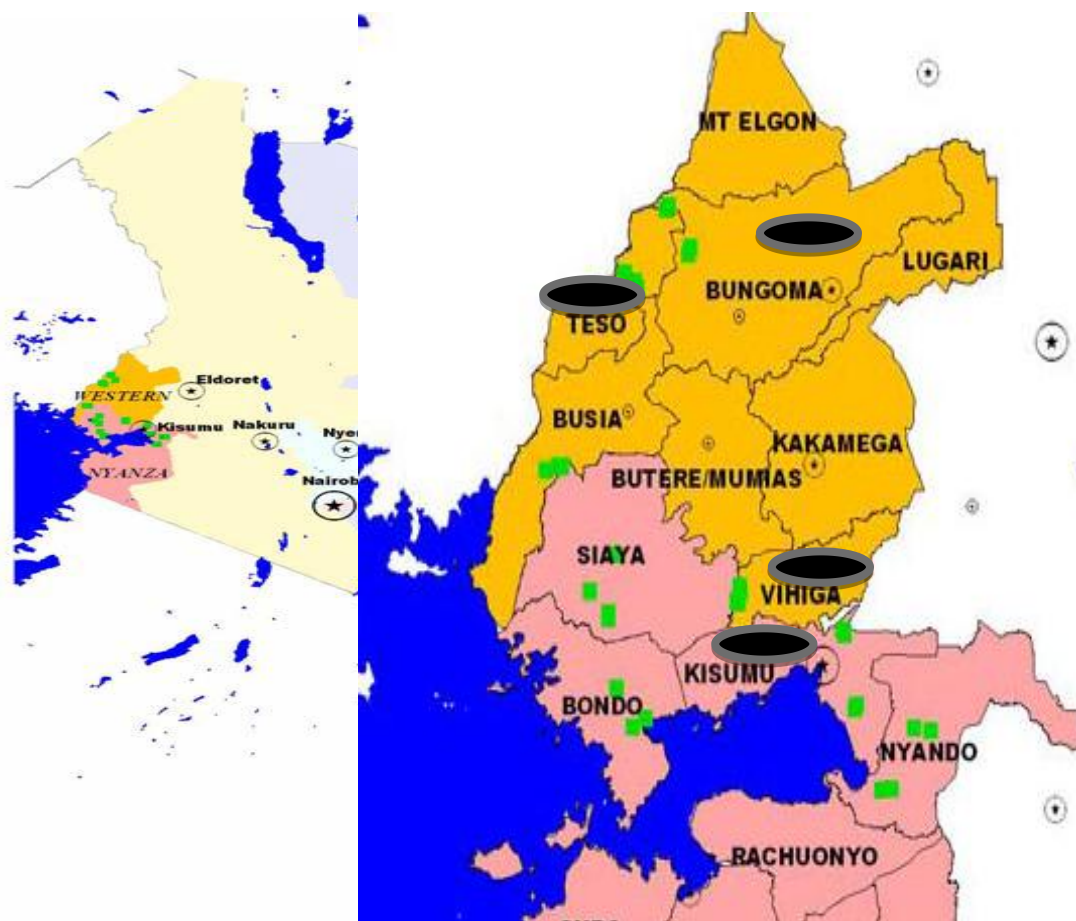 Eldoret
WESTERN
Kisumu
Nakuru
NYANZA
MT ELGON
LUGARI
BUNGOMA
TESO
BUSIA
KAKAMEGA
BUTERE/MUMIAS
SIAYA
VIHIGA
KISUMU
BONDO
NYANDO
RACHUONYO